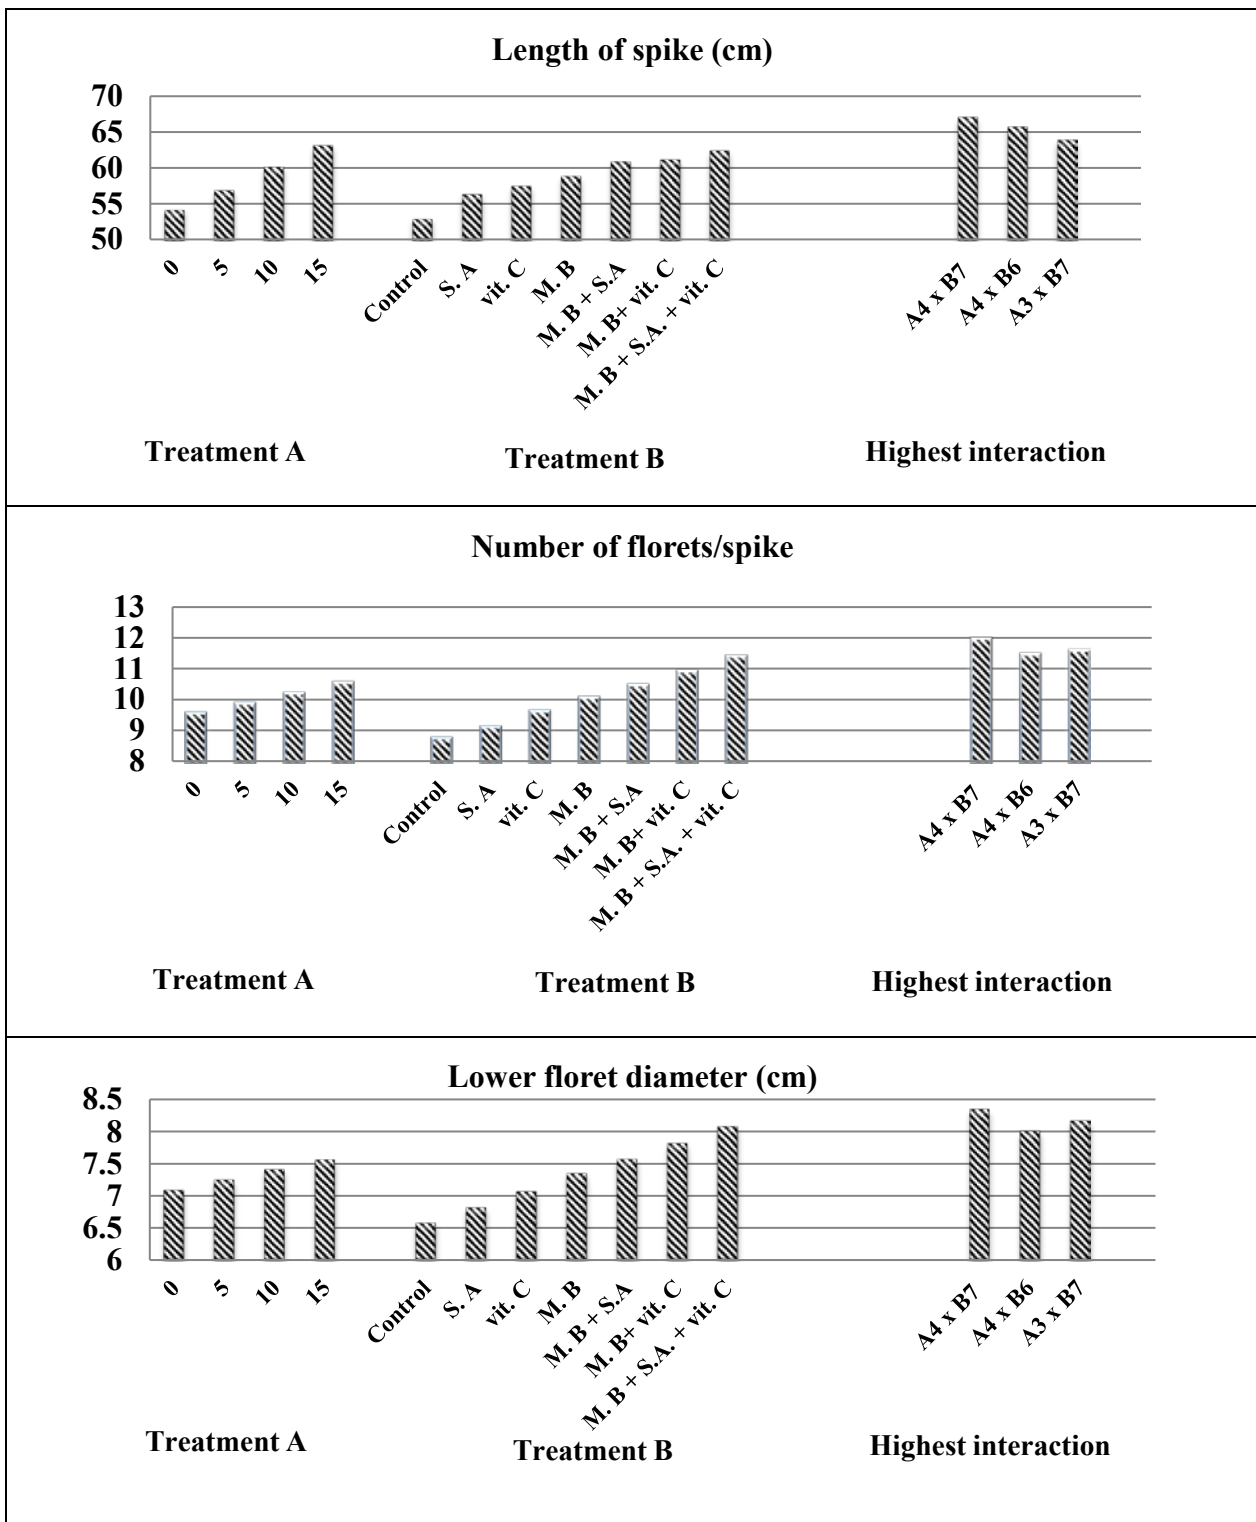 Length of spike (cm)
70
65
60
55
50
0
5
10
15
Control
S. A
vit. C
M. B
M. B + S.A
M. B+ vit. C
M. B + S.A. + vit. C
A4 x B7
A4 x B6
A3 x B7
Treatment A
Treatment B
Highest interaction
Number of florets/spike
13
12
11
10
9
8
0
5
10
15
Control
S. A
vit. C
M. B
M. B + S.A
M. B+ vit. C
M. B + S.A. + vit. C
A4 x B7
A4 x B6
A3 x B7
Treatment A
Treatment B
Highest interaction
Lower floret diameter (cm)
8.5
8
7.5
7
6.5
6
0
5
10
15
Control
S. A
vit. C
M. B
M. B + S.A
M. B+ vit. C
M. B + S.A. + vit. C
A4 x B7
A4 x B6
A3 x B7
Treatment A
Treatment B
Highest interaction